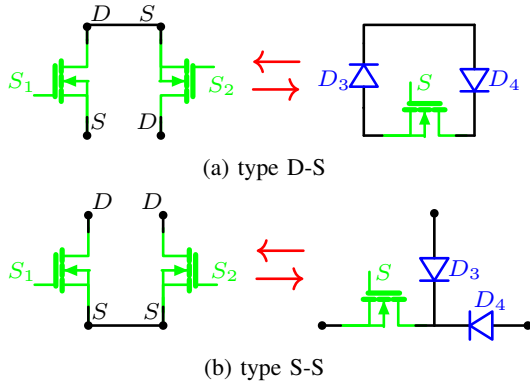 D S
S₁ S₂ D₃ S D₄
S D
(a) type D-S
D D
S₁ S₂ S D₃
D₄
S S
(b) type S-S